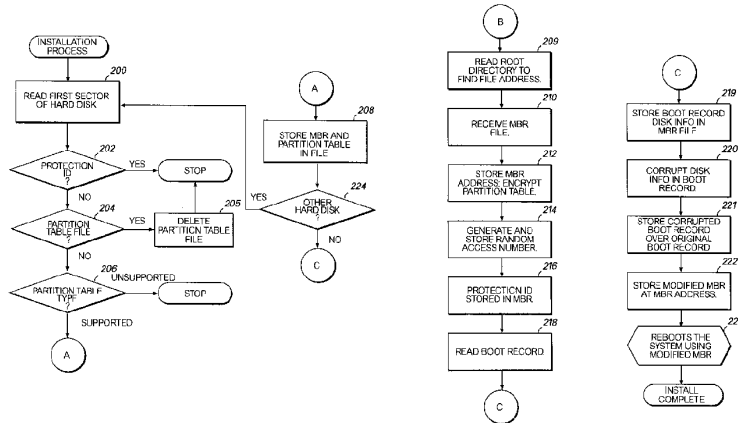 INSTALLATION
PROCESS
200
READ FIRST SECTOR
OF HARD DISK
202
PROTECTION
ID
?
YES
STOP
NO
204
PARTITION
TABLE FILE
?
YES
205
DELETE
PARTITION TABLE
FILE
NO
206
PARTITION TABLE
TYPE
?
UNSUPPORTED
STOP
SUPPORTED
A
A
208
STORE MBR AND
PARTITION TABLE
IN FILE
224
OTHER
HARD DISK
?
YES
NO
C
B
209
READ ROOT
DIRECTORY TO
FIND FILE ADDRESS.
210
RECEIVE MBR
FILE.
212
STORE MBR
ADDRESS; ENCRYPT
PARTITION TABLE.
214
GENERATE AND
STORE RANDOM
ACCESS NUMBER.
216
PROTECTION ID
STORED IN MBR.
218
READ BOOT RECORD
C
C
219
STORE BOOT RECORD
DISK INFO IN
MBR FILE
220
CORRUPT DISK
INFO IN BOOT
RECORD
221
STORE CORRUPTED
BOOT RECORD
OVER ORIGINAL
BOOT RECORD
222
STORE MODIFIED MBR
AT MBR ADDRESS.
22
REBOOTS THE
SYSTEM USING
MODIFIED MBR
INSTALL
COMPLETE